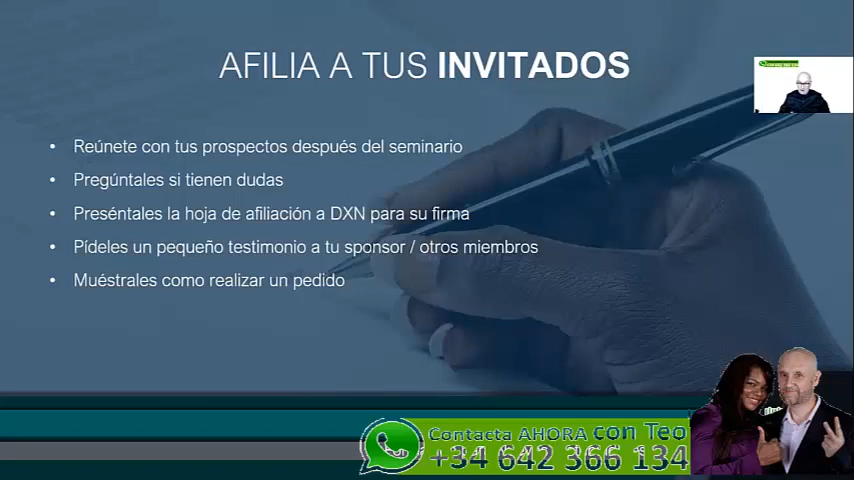 AFILIA A TUS INVITADOS
• Reúnete con tus prospectos después del seminario
• Pregúntales si tienen dudas
• Preséntales la hoja de afiliación a DXN para su firma
• Pídeles un pequeño testimonio a tu sponsor / otros miembros
• Muéstrales como realizar un pedido
Contacta AHORA con Teo
+34 642 366 134